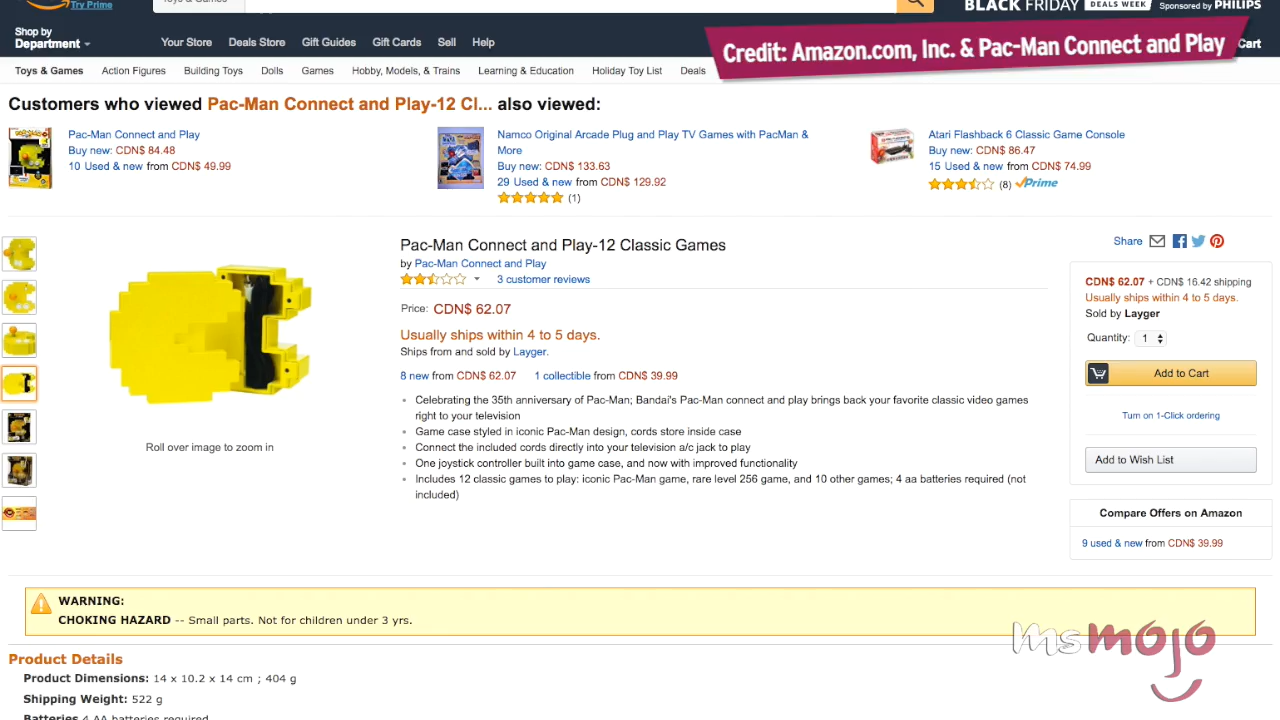 Try Prime
BLACK FRIDAY DEALS WEEK Sponsored by PHILIPS
Shop by
Department
Your Store Deals Store Gift Guides Gift Cards Sell Help
Cart
Credit: Amazon.com, Inc. & Pac-Man Connect and Play
Toys & Games Action Figures Building Toys Dolls Games Hobby, Models, & Trains Learning & Education Holiday Toy List Deals
Customers who viewed Pac-Man Connect and Play-12 Cl... also viewed:
Pac-Man Connect and Play
Buy new: CDN$ 84.48
10 Used & new from CDN$ 49.99
Namco Original Arcade Plug and Play TV Games with PacMan &
More
Buy new: CDN$ 133.63
29 Used & new from CDN$ 129.92
(1)
Atari Flashback 6 Classic Game Console
Buy new: CDN$ 86.47
15 Used & new from CDN$ 74.99
(8) Prime
Roll over image to zoom in
Pac-Man Connect and Play-12 Classic Games
by Pac-Man Connect and Play
3 customer reviews
Price: CDN$ 62.07
Usually ships within 4 to 5 days.
Ships from and sold by Layger.
8 new from CDN$ 62.07 1 collectible from CDN$ 39.99
Celebrating the 35th anniversary of Pac-Man; Bandai's Pac-Man connect and play brings back your favorite classic video games
right to your television
Game case styled in iconic Pac-Man design, cords store inside case
Connect the included cords directly into your television a/c jack to play
One joystick controller built into game case, and now with improved functionality
Includes 12 classic games to play: iconic Pac-Man game, rare level 256 game, and 10 other games; 4 aa batteries required (not
included)
Share
CDN$ 62.07 + CDN$ 16.42 shipping
Usually ships within 4 to 5 days.
Sold by Layger
Quantity: 1
Add to Cart
Turn on 1-Click ordering
Add to Wish List
Compare Offers on Amazon
9 used & new from CDN$ 39.99
WARNING:
CHOKING HAZARD -- Small parts. Not for children under 3 yrs.
Product Details
Product Dimensions: 14 x 10.2 x 14 cm ; 404 g
Shipping Weight: 522 g
Batteries 4 AA batteries required
msmojo